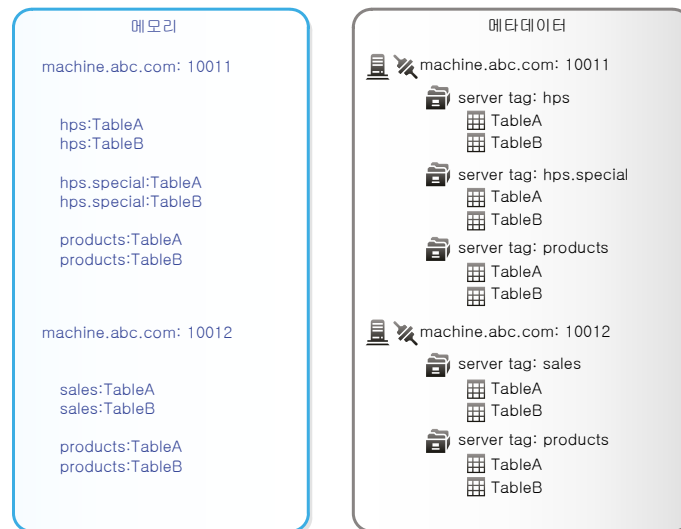 메모리
machine.abc.com: 10011
hps:TableA
hps:TableB
hps.special:TableA
hps.special:TableB
products:TableA
products:TableB
machine.abc.com: 10012
sales:TableA
sales:TableB
products:TableA
products:TableB
메타데이터
machine.abc.com: 10011
server tag: hps
TableA
TableB
server tag: hps.special
TableA
TableB
server tag: products
TableA
TableB
machine.abc.com: 10012
server tag: sales
TableA
TableB
server tag: products
TableA
TableB